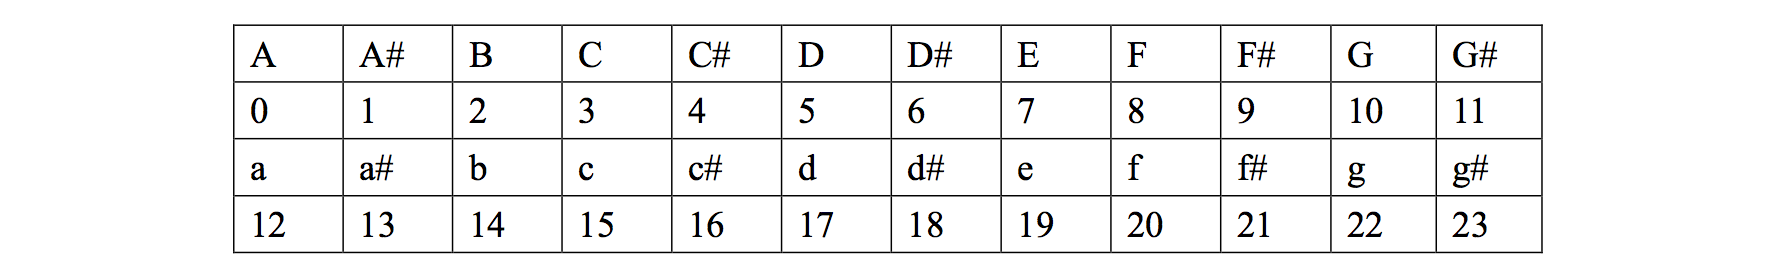 A A# B C C# D D# E F F# G G#
0 1 2 3 4 5 6 7 8 9 10 11
a a# b c c# d d# e f f# g g#
12 13 14 15 16 17 18 19 20 21 22 23